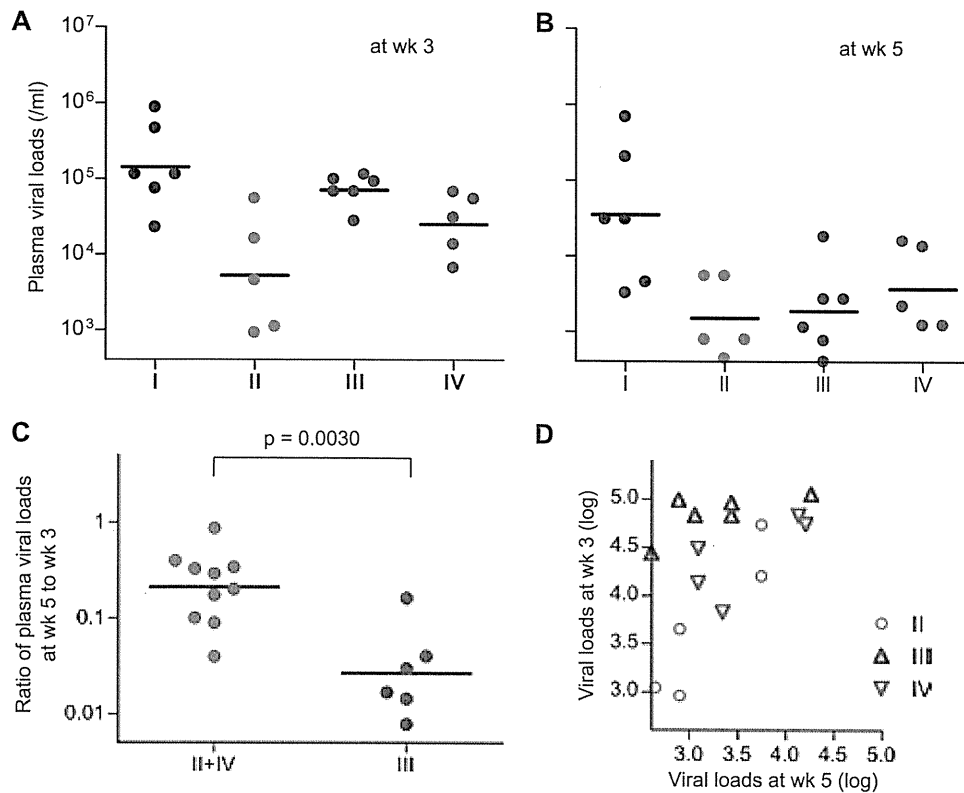 A
at wk 3
Plasma viral loads (/ml)
10⁷
10⁶
10⁵
10⁴
10³
I II III IV
B
at wk 5
I II III IV
C
p = 0.0030
Ratio of plasma viral loads
at wk 5 to wk 3
1
0.1
0.01
II+IV III
D
Viral loads at wk 3 (log)
5.0
4.5
4.0
3.5
3.0
II
III
IV
3.0 3.5 4.0 4.5 5.0
Viral loads at wk 5 (log)